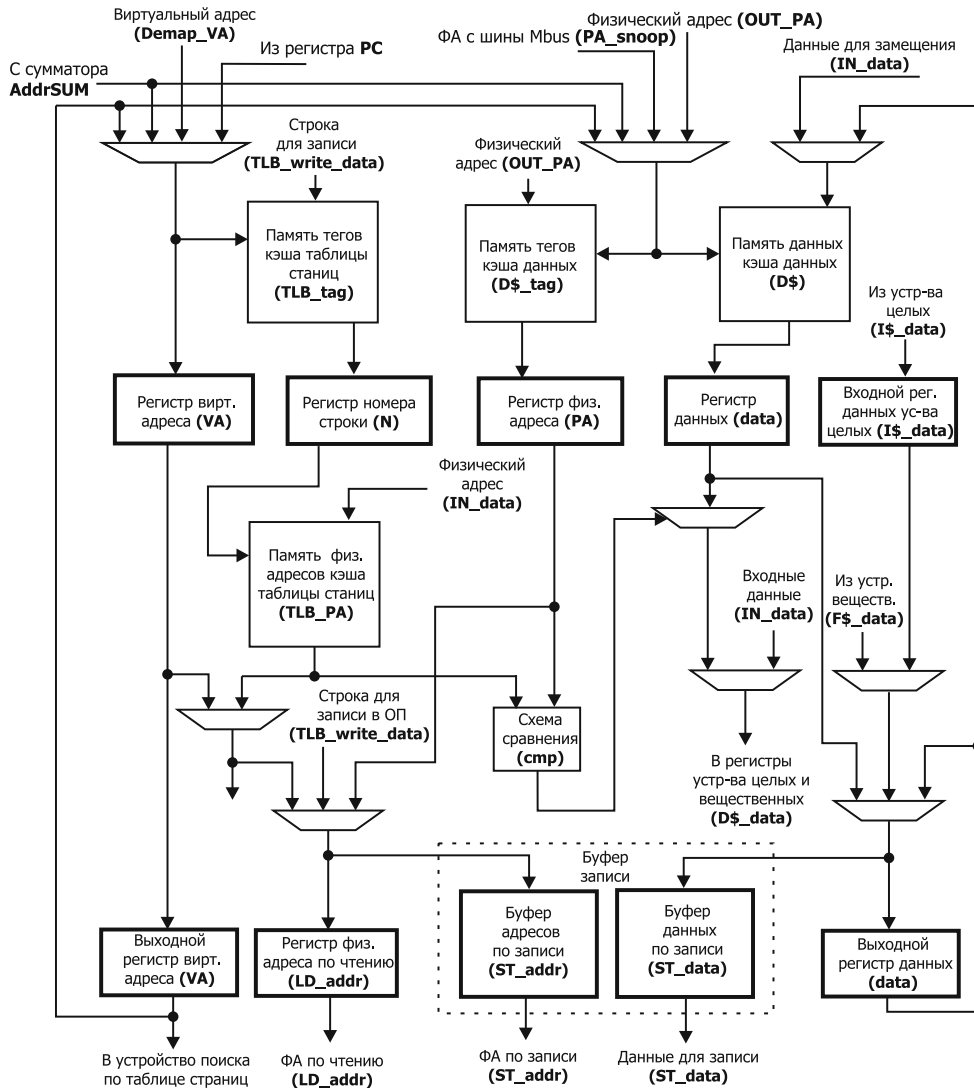 Виртуальный адрес
(Demap_VA)
Из регистра PC
С сумматора
AddrSUM
Физический адрес (OUT_PA)
ФА с шины Mbus (PA_snoop)
Данные для замещения
(IN_data)
Строка
для записи
(TLB_write_data)
Физический
адрес (OUT_PA)
Память тегов
кэша таблицы
станиц
(TLB_tag)
Память тегов
кэша данных
(D$_tag)
Память данных
кэша данных
(D$)
Из устр-ва
целых
(I$_data)
Регистр вирт.
адреса (VA)
Регистр номера
строки (N)
Регистр физ.
адреса (PA)
Регистр
данных (data)
Входной рег.
данных ус-ва
целых (I$_data)
Физический
адрес
(IN_data)
Память физ.
адресов кэша
таблицы станиц
(TLB_PA)
Входные
данные
(IN_data)
Из устр.
веществ.
(F$_data)
Строка для
записи в ОП
(TLB_write_data)
Схема
сравнения
(cmp)
В регистры
устр-ва целых и
вещественных
(D$_data)
Буфер
записи
Выходной
регистр вирт.
адреса (VA)
Регистр физ.
адреса по чтению
(LD_addr)
Буфер
адресов
по записи
(ST_addr)
Буфер
данных
по записи
(ST_data)
Выходной
регистр данных
(data)
В устройство поиска
по таблице страниц
ФА по чтению
(LD_addr)
ФА по записи
(ST_addr)
Данные для записи
(ST_data)